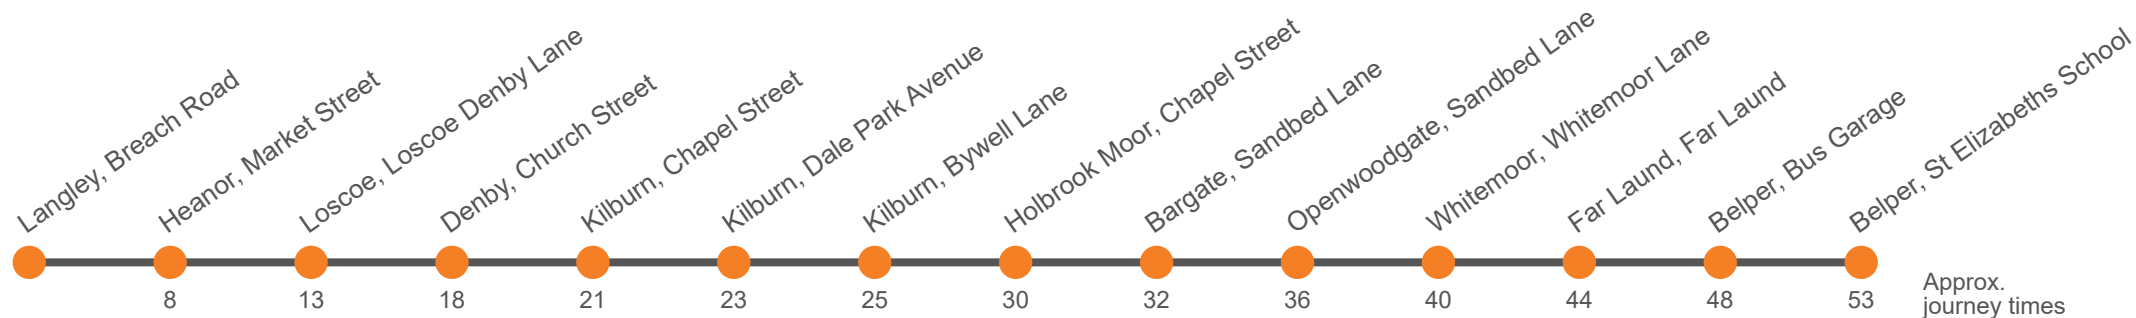 Langley, Breach Road
Heanor, Market Street
Loscoe, Loscoe Denby Lane
Denby, Church Street
Kilburn, Chapel Street
Kilburn, Dale Park Avenue
Kilburn, Bywell Lane
Holbrook Moor, Chapel Street
Bargate, Sandbed Lane
Openwoodgate, Sandbed Lane
Whitemoor, Whitemoor Lane
Far Laund, Far Laund
Belper, Bus Garage
Belper, St Elizabeths School
8 13 18 21 23 25 30 32 36 40 44 48 53
Approx.
journey times